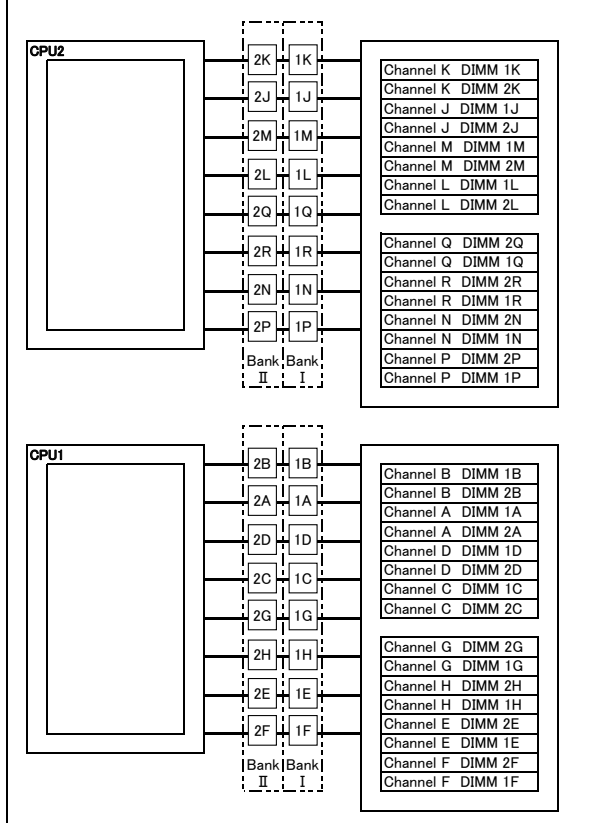 CPU2
2K 1K
2J 1J
2M 1M
2L 1L
2Q 1Q
2R 1R
2N 1N
2P 1P
Bank Bank
Ⅱ Ⅰ
Channel K DIMM 1K
Channel K DIMM 2K
Channel J DIMM 1J
Channel J DIMM 2J
Channel M DIMM 1M
Channel M DIMM 2M
Channel L DIMM 1L
Channel L DIMM 2L
Channel Q DIMM 2Q
Channel Q DIMM 1Q
Channel R DIMM 2R
Channel R DIMM 1R
Channel N DIMM 2N
Channel N DIMM 1N
Channel P DIMM 2P
Channel P DIMM 1P
CPU1
2B 1B
2A 1A
2D 1D
2C 1C
2G 1G
2H 1H
2E 1E
2F 1F
Bank Bank
Ⅱ Ⅰ
Channel B DIMM 1B
Channel B DIMM 2B
Channel A DIMM 1A
Channel A DIMM 2A
Channel D DIMM 1D
Channel D DIMM 2D
Channel C DIMM 1C
Channel C DIMM 2C
Channel G DIMM 2G
Channel G DIMM 1G
Channel H DIMM 2H
Channel H DIMM 1H
Channel E DIMM 2E
Channel E DIMM 1E
Channel F DIMM 2F
Channel F DIMM 1F